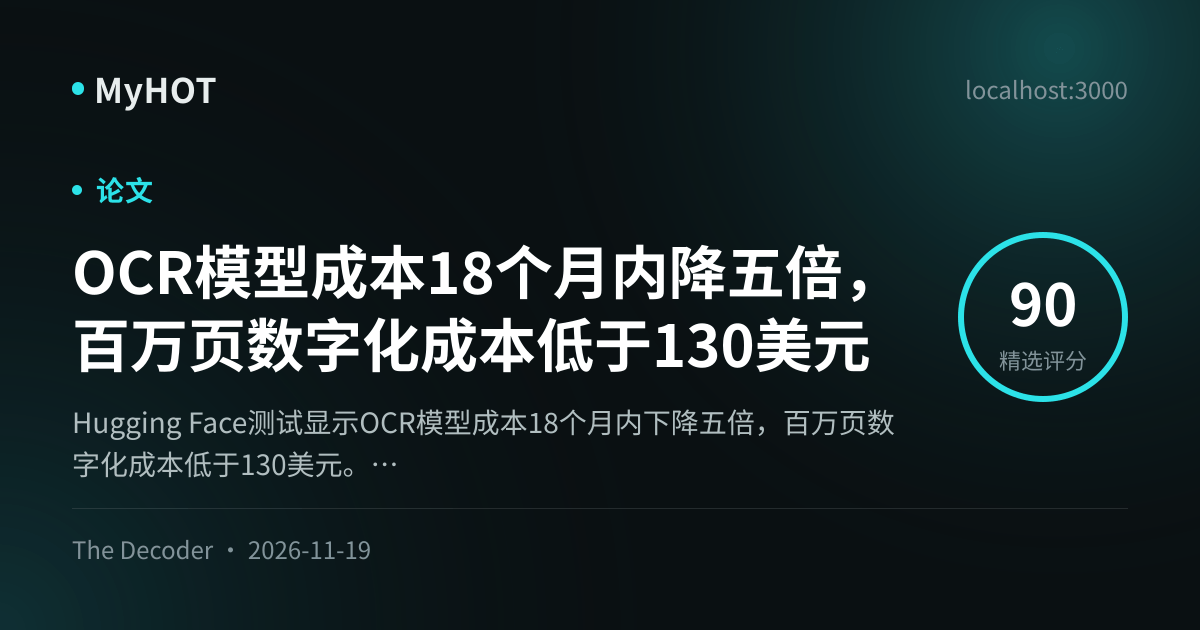 MyHOT
localhost:3000
论文
OCR模型成本18个月内降五倍，
百万页数字化成本低于130美元
90
精选评分
Hugging Face测试显示OCR模型成本18个月内下降五倍，百万页数
字化成本低于130美元。…
The Decoder · 2026-11-19